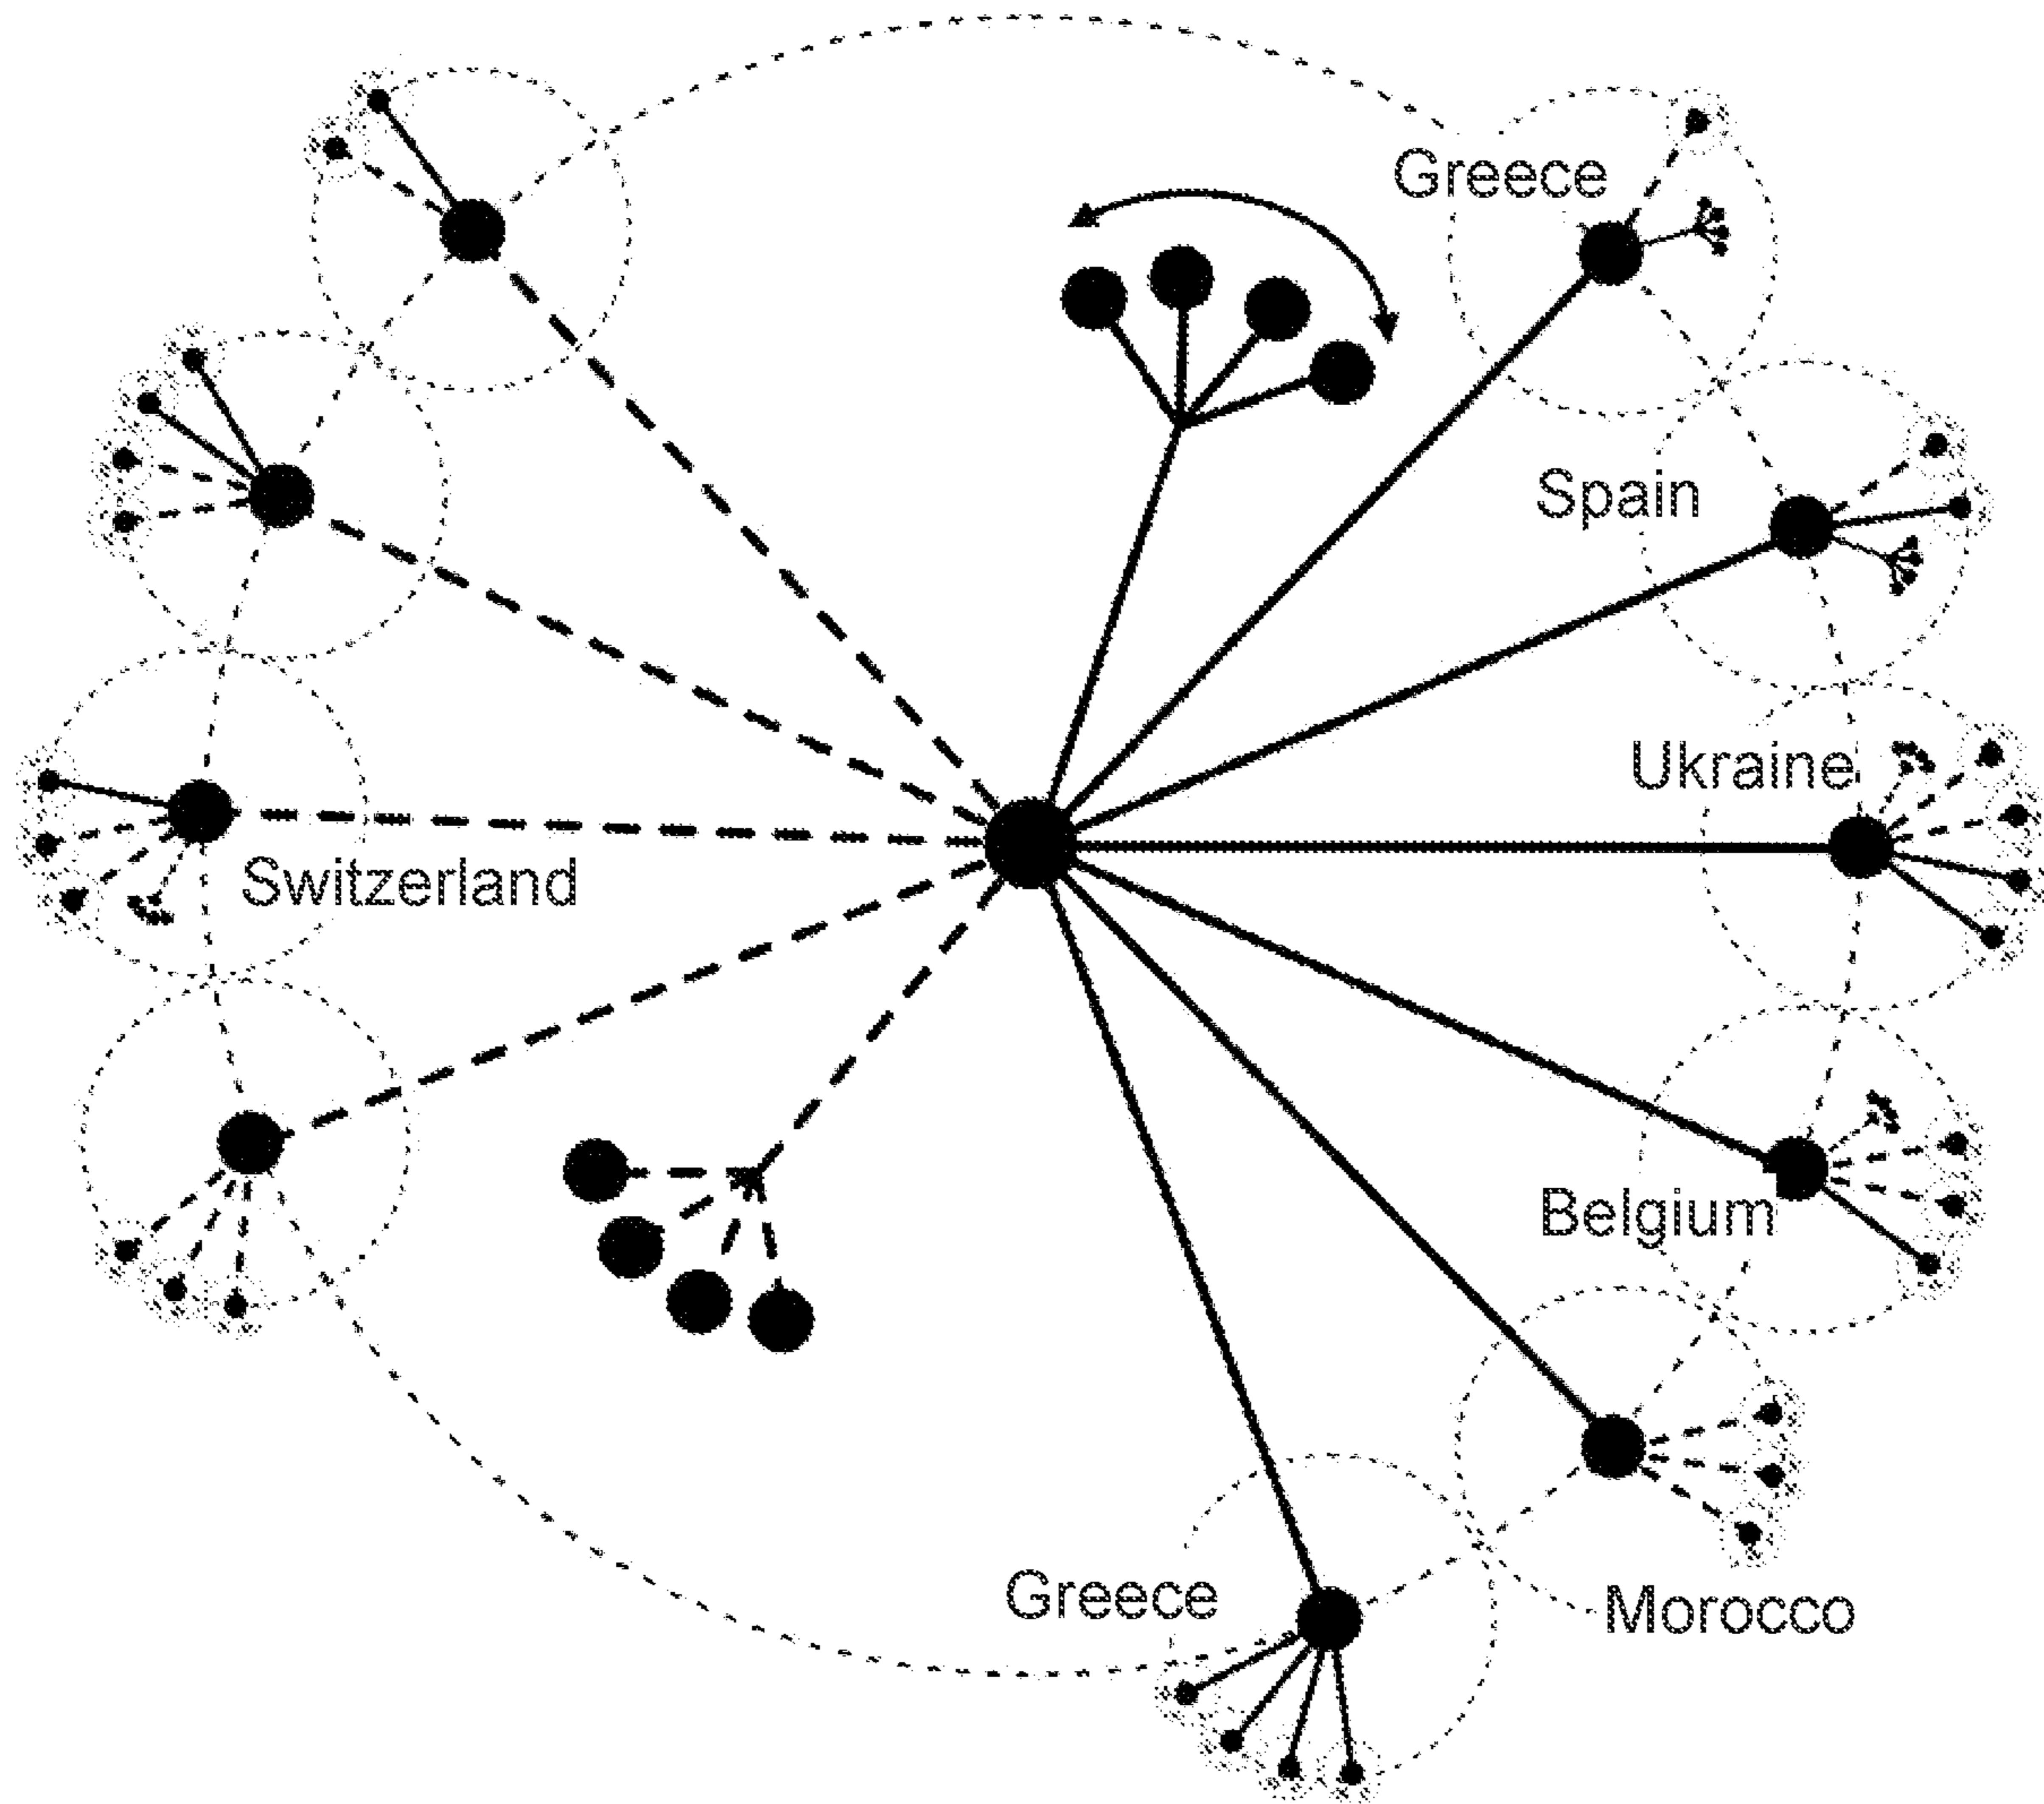 Greece
Spain
Ukraine
Switzerland
Belgium
Greece
Morocco